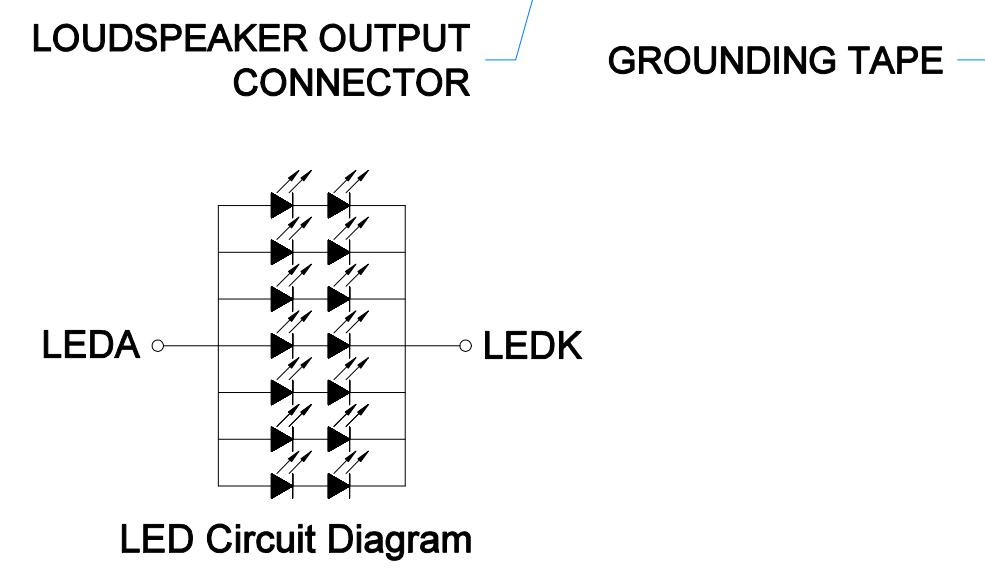 LOUDSPEAKER OUTPUT
CONNECTOR
GROUNDING TAPE
LEDA
LEDK
LED Circuit Diagram